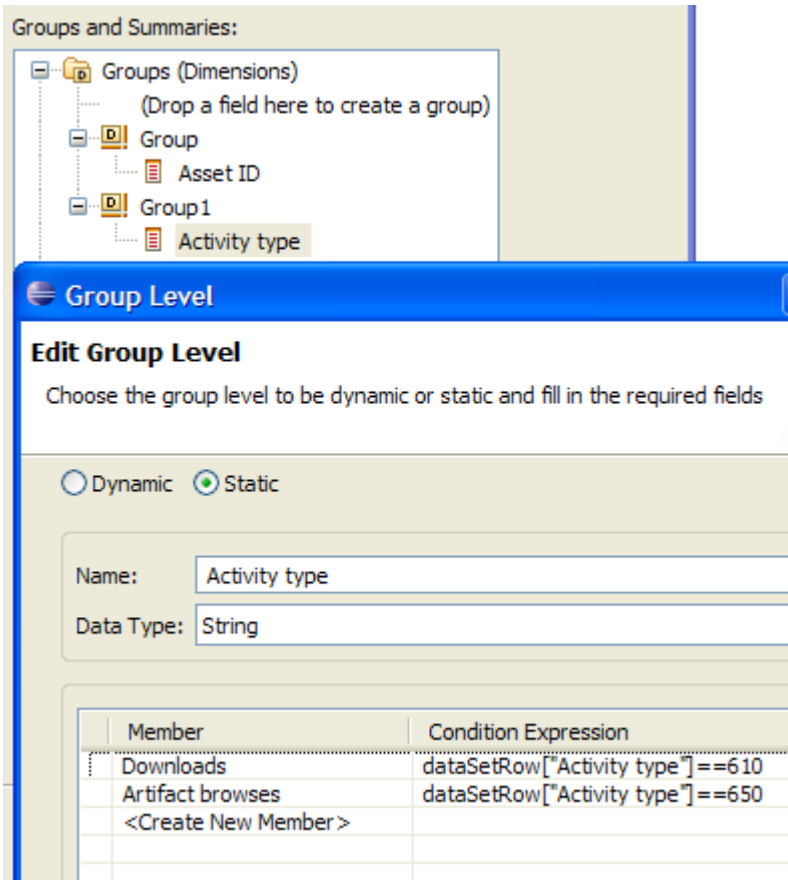 Groups and Summaries:
Groups (Dimensions)
(Drop a field here to create a group)
Group
Asset ID
Group1
Activity type
Group Level
Edit Group Level
Choose the group level to be dynamic or static and fill in the required fields
Dynamic Static
Name: Activity type
Data Type: String
Member Condition Expression
Downloads dataSetRow["Activity type"]==610
Artifact browses dataSetRow["Activity type"]==650
<Create New Member>